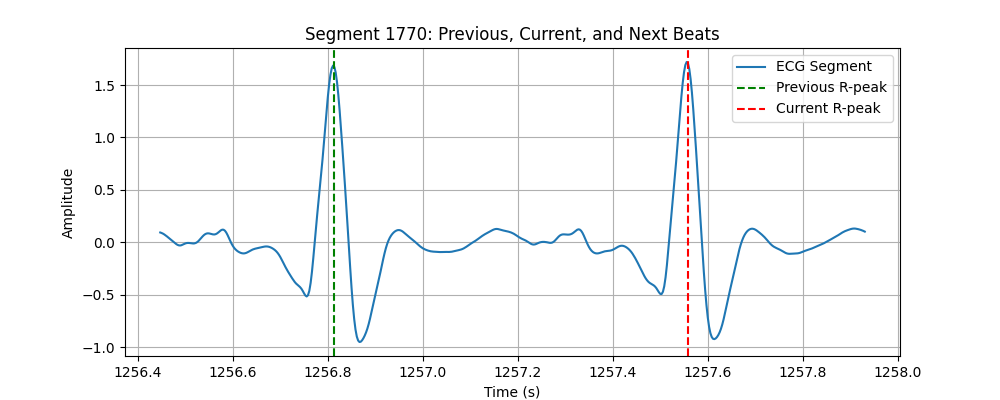 Segment 1770: Previous, Current, and Next Beats
ECG Segment
Previous R-peak
Current R-peak
Amplitude
1.5
1.0
0.5
0.0
−0.5
−1.0
1256.4 1256.6 1256.8 1257.0 1257.2 1257.4 1257.6 1257.8 1258.0
Time (s)